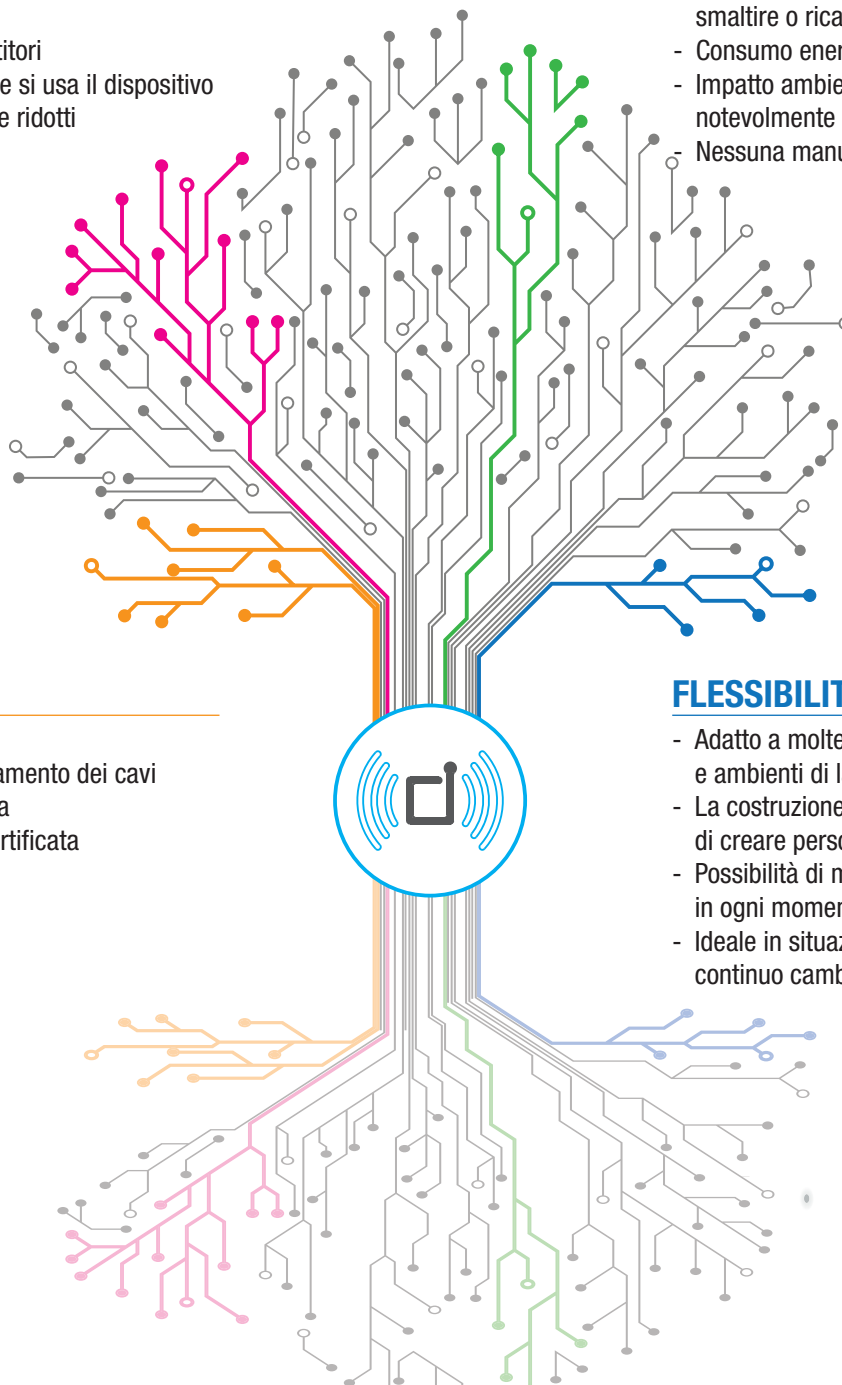 titori
e si usa il dispositivo
e ridotti
smaltire o rica
- Consumo ener
- Impatto ambie
notevolmente
- Nessuna manu
amento dei cavi
a
rtificata
FLESSIBILIT
- Adatto a molte
e ambienti di l
- La costruzione
di creare perso
- Possibilità di m
in ogni momen
- Ideale in situaz
continuo camb